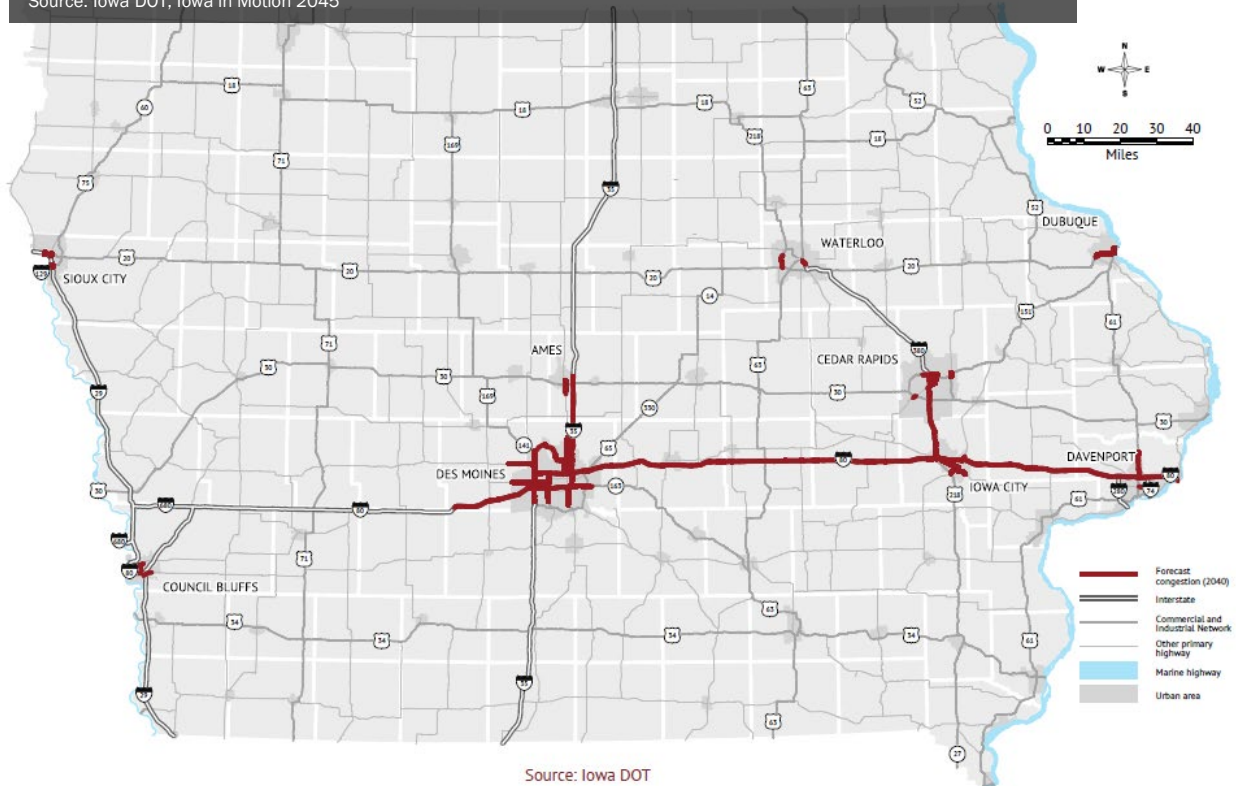 Source: Iowa DOT, Iowa in Motion 2045
N
W E
S
0 10 20 30 40
Miles
18
60
18
18
63
52
71
169
218
18
75
35
52
DUBUQUE
WATERLOO
20
20
20
20
129
SIOUX CITY
14
151
61
71
AMES
63
380
CEDAR RAPIDS
30
30
169
30
29
330
30
141
35
65
DES MOINES
80
DAVENPORT
80
163
IOWA CITY
280
74
30
680
80
218
61
680
71
80
COUNCIL BLUFFS
Forecast
congestion (2040)
Interstate
Commercial and
Industrial Network
Other primary
highway
Marine highway
Urban area
34
34
34
63
34
61
29
35
63
27
Source: Iowa DOT